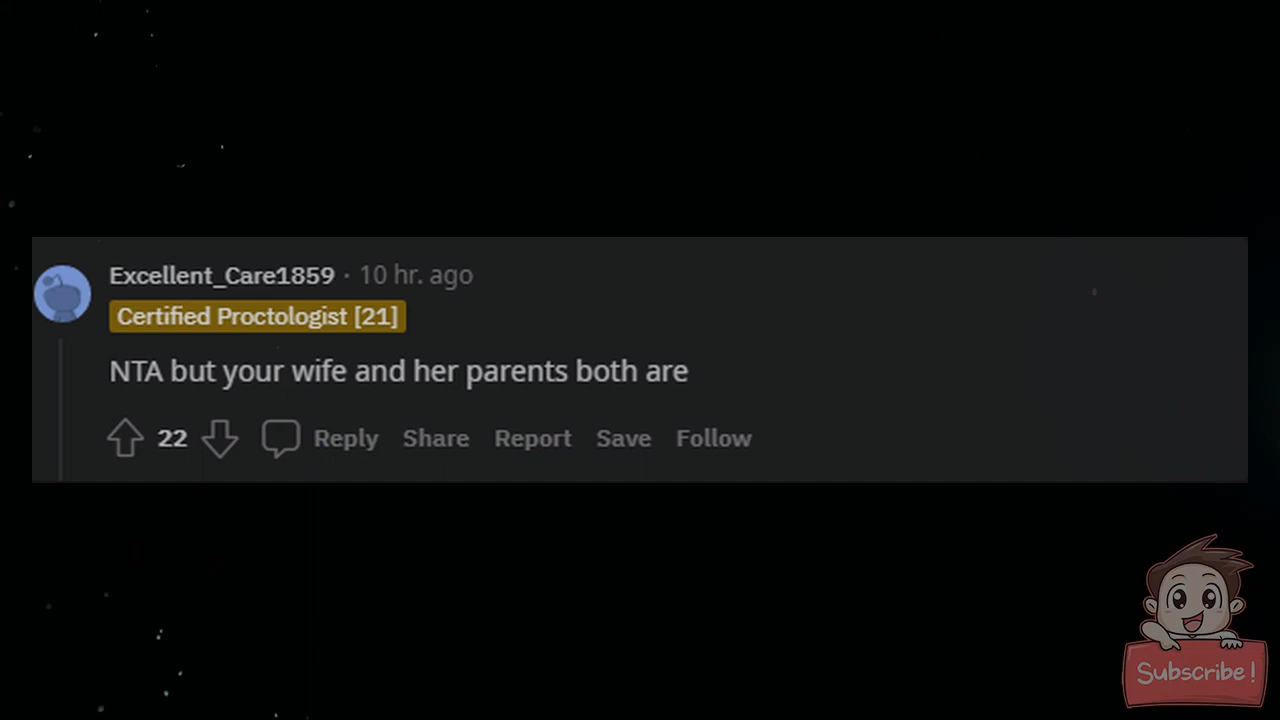 Excellent_Care1859 · 10 hr. ago
Certified Proctologist [21]
NTA but your wife and her parents both are
22 Reply Share Report Save Follow
Subscribe!